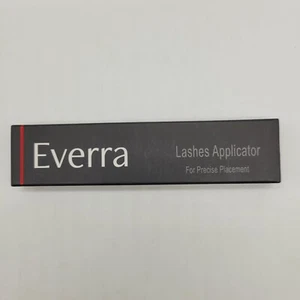 Everra
Lashes Applicator
For Precise Placement